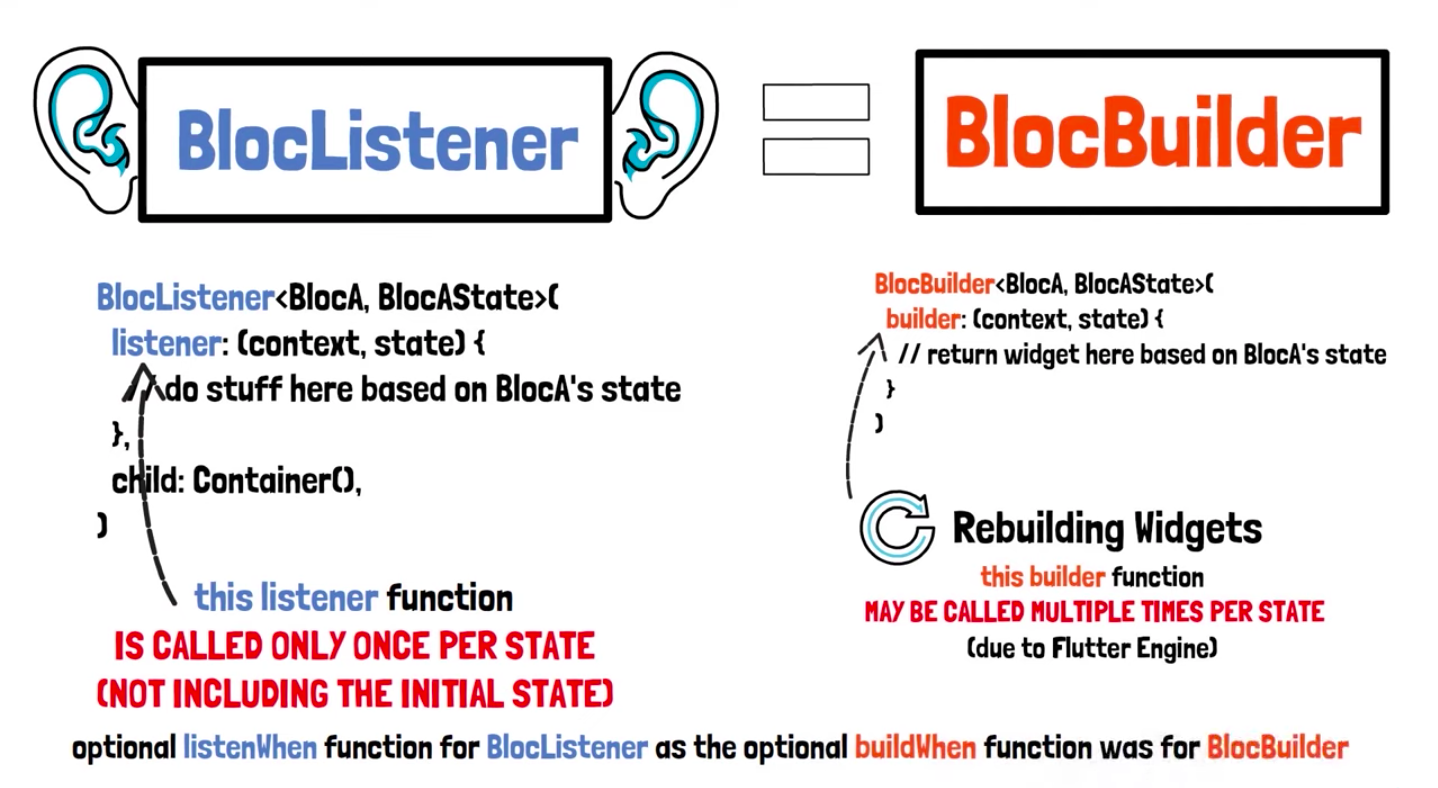 BlocListener
BlocBuilder
BlocListener<BlocA, BlocAState>(
listener: (context, state) {
// do stuff here based on BlocA's state
},
child: Container(),
)
this listener function
IS CALLED ONLY ONCE PER STATE
(NOT INCLUDING THE INITIAL STATE)
BlocBuilder<BlocA, BlocAState>(
builder: (context, state) {
// return widget here based on BlocA's state
}
)
Rebuilding Widgets
this builder function
MAY BE CALLED MULTIPLE TIMES PER STATE
(due to Flutter Engine)
optional listenWhen function for BlocListener as the optional buildWhen function was for BlocBuilder